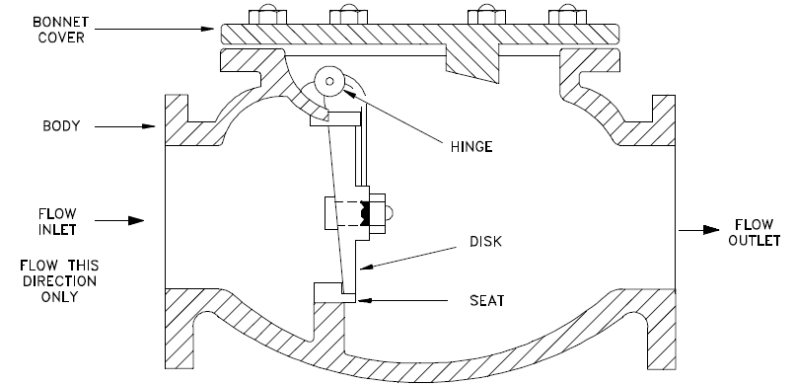 BONNET
COVER
BODY
HINGE
FLOW
INLET
FLOW THIS
DIRECTION
ONLY
DISK
SEAT
FLOW
OUTLET